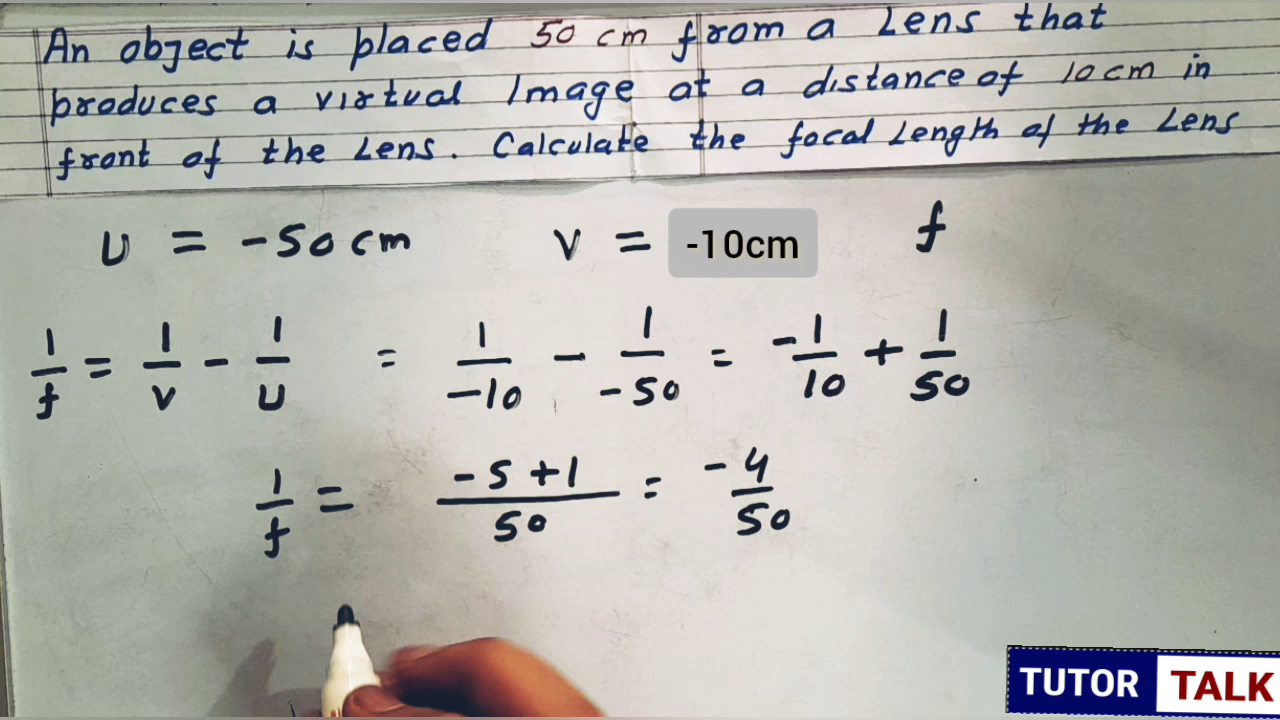 An object is placed 50 cm from a Lens that
produces a virtual Image at a distance of 10 cm in
front of the Lens. Calculate the focal Length of the Lens
u = -50 cm v = -10cm f
1/f = 1/v - 1/u = 1/-10 - 1/-50 = -1/10 + 1/50
1/f = -5+1/50 = -4/50
TUTOR TALK